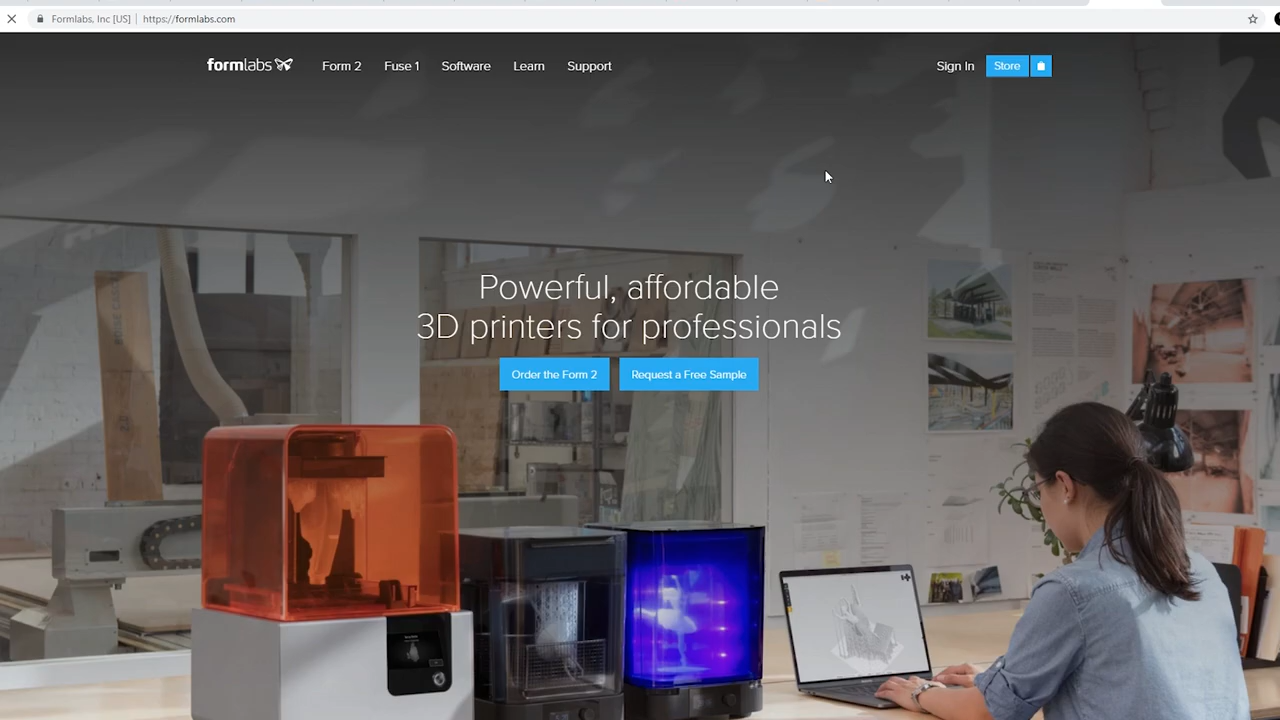 Formlabs, Inc [US] https://formlabs.com
formlabs Form 2 Fuse 1 Software Learn Support Sign In Store
Powerful, affordable
3D printers for professionals
Order the Form 2 Request a Free Sample